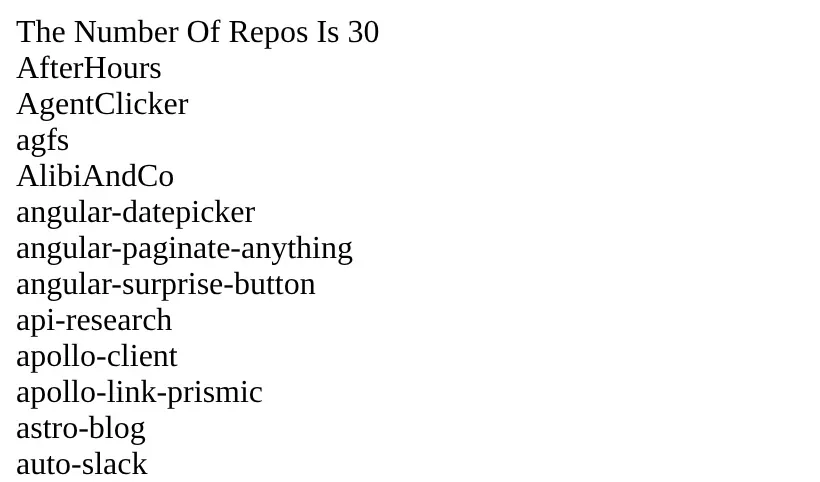 The Number Of Repos Is 30
AfterHours
AgentClicker
agfs
AlibiAndCo
angular-datepicker
angular-paginate-anything
angular-surprise-button
api-research
apollo-client
apollo-link-prismic
astro-blog
auto-slack